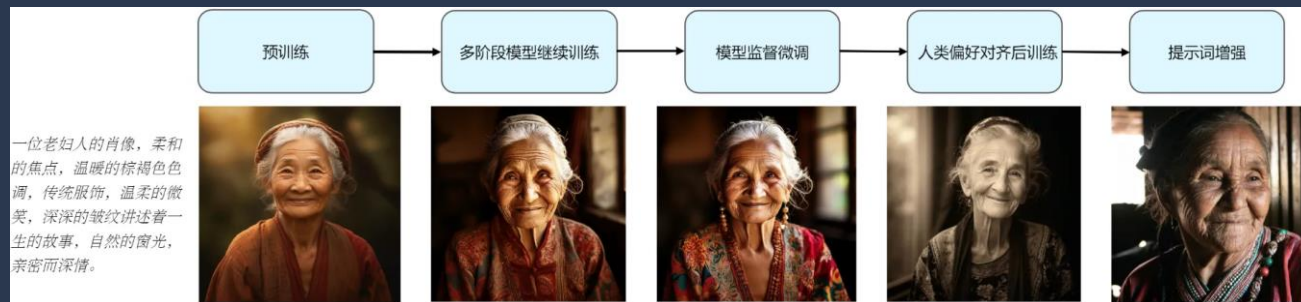 预训练
多阶段模型继续训练
模型监督微调
人类偏好对齐后训练
提示词增强
一位老妇人的肖像，柔和
的焦点，温暖的棕褐色色
调，传统服饰，温柔的微
笑，深深的皱纹讲述着一
生的故事，自然的窗光，
亲密而深情。